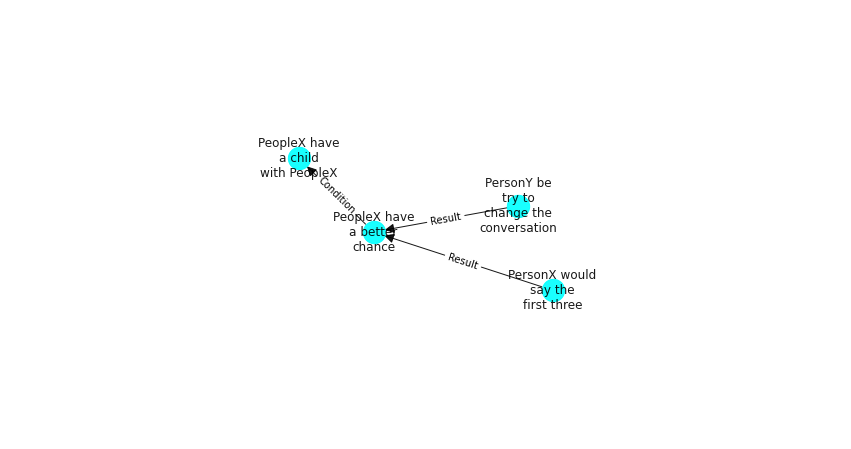 PeopleX have
a child
with PeopleX
Condition
PeopleX have
a better
chance
PersonY be
try to
change the
conversation
Result
Result
PersonX would
say the
first three